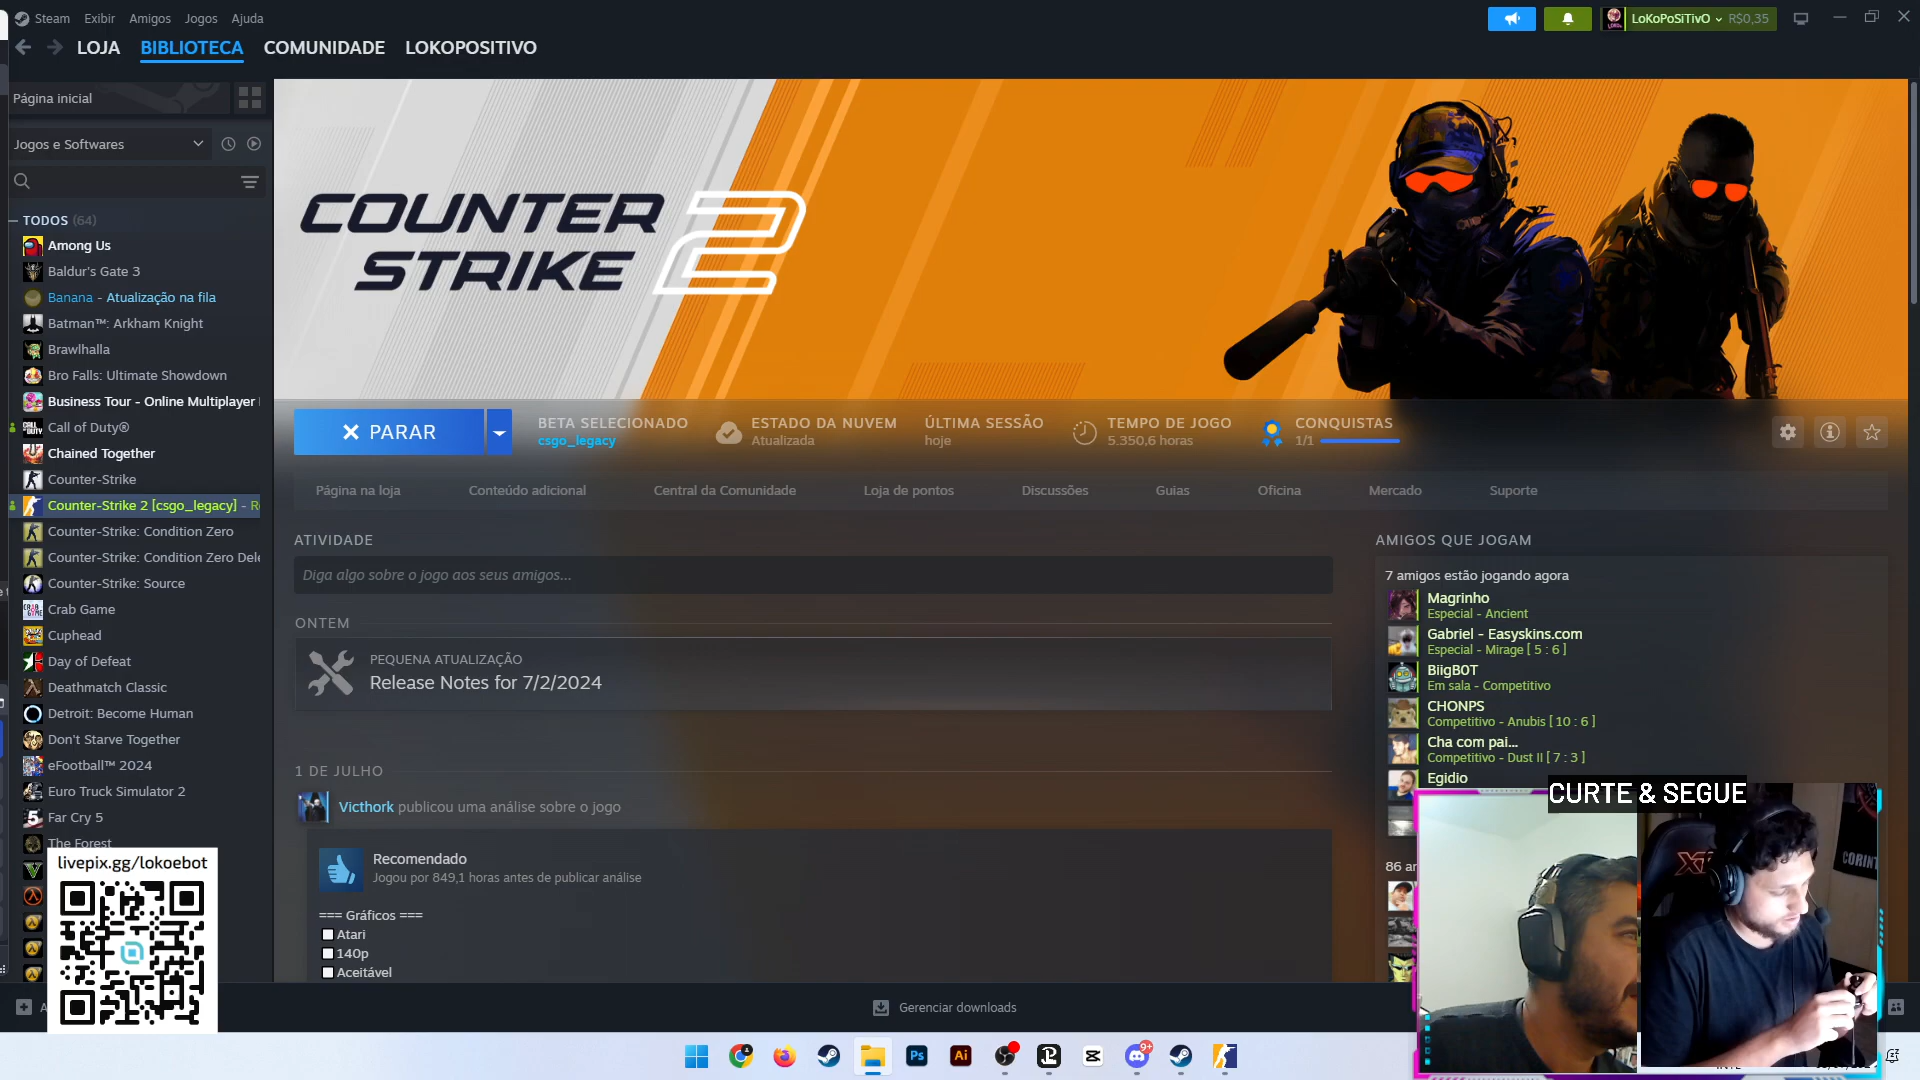 Steam Exibir Amigos Jogos Ajuda
LoKoPoSiTivO R$0,35
LOJA BIBLIOTECA COMUNIDADE LOKOPOSITIVO
Página inicial
Jogos e Softwares
TODOS (64)
Among Us
Baldur's Gate 3
Banana - Atualização na fila
Batman™: Arkham Knight
Brawlhalla
Bro Falls: Ultimate Showdown
Business Tour - Online Multiplayer
Call of Duty®
Chained Together
Counter-Strike
Counter-Strike 2 [csgo_legacy] - R
Counter-Strike: Condition Zero
Counter-Strike: Condition Zero Dele
Counter-Strike: Source
Crab Game
Cuphead
Day of Defeat
Deathmatch Classic
Detroit: Become Human
Don't Starve Together
eFootball™ 2024
Euro Truck Simulator 2
Far Cry 5
The Forest
livepix.gg/lokoebot
COUNTER
STRIKE 2
PARAR
BETA SELECIONADO
csgo_legacy
ESTADO DA NUVEM
Atualizada
ÚLTIMA SESSÃO
hoje
TEMPO DE JOGO
5.350,6 horas
CONQUISTAS
1/1
Página na loja Conteúdo adicional Central da Comunidade Loja de pontos Discussões Guias Oficina Mercado Suporte
ATIVIDADE
Diga algo sobre o jogo aos seus amigos...
ONTEM
PEQUENA ATUALIZAÇÃO
Release Notes for 7/2/2024
1 DE JULHO
Victhork publicou uma análise sobre o jogo
Recomendado
Jogou por 849,1 horas antes de publicar análise
=== Gráficos ===
Atari
140p
Aceitável
AMIGOS QUE JOGAM
7 amigos estão jogando agora
Magrinho
Especial - Ancient
Gabriel - Easyskins.com
Especial - Mirage [ 5 : 6 ]
BiigB0T
Em sala - Competitivo
CHONPS
Competitivo - Anubis [ 10 : 6 ]
Cha com pai...
Competitivo - Dust II [ 7 : 3 ]
Egidio
86 ar
CURTE & SEGUE
CORINT
Gerenciar downloads
Ps
Ai
9+